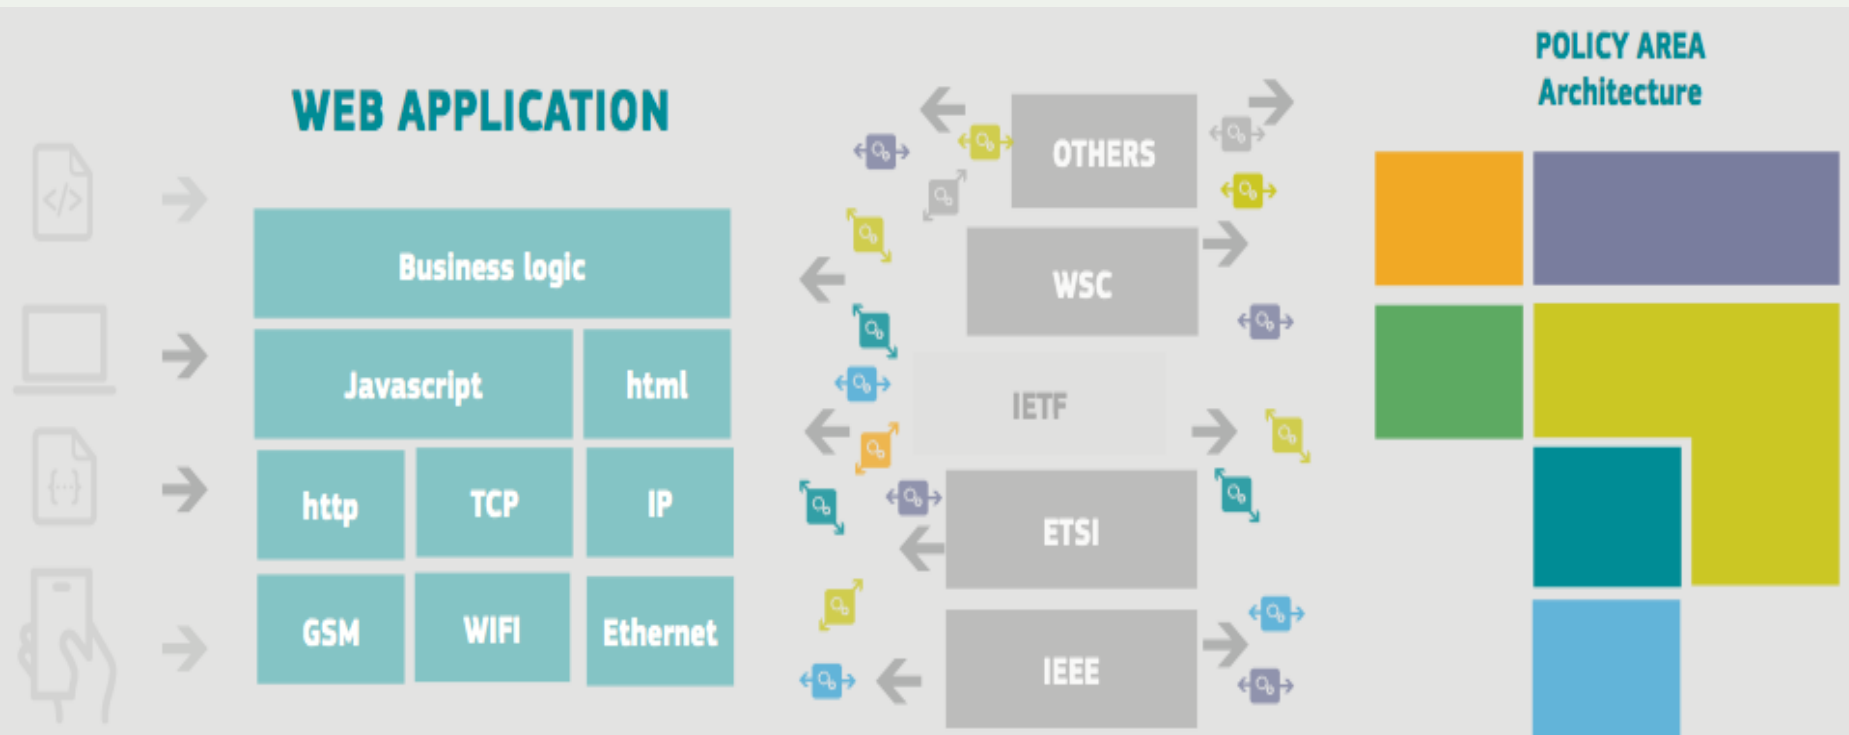 WEB APPLICATION
Business logic
Javascript
html
http
TCP
IP
GSM
WIFI
Ethernet
OTHERS
WSC
IETF
ETSI
IEEE
POLICY AREA
Architecture